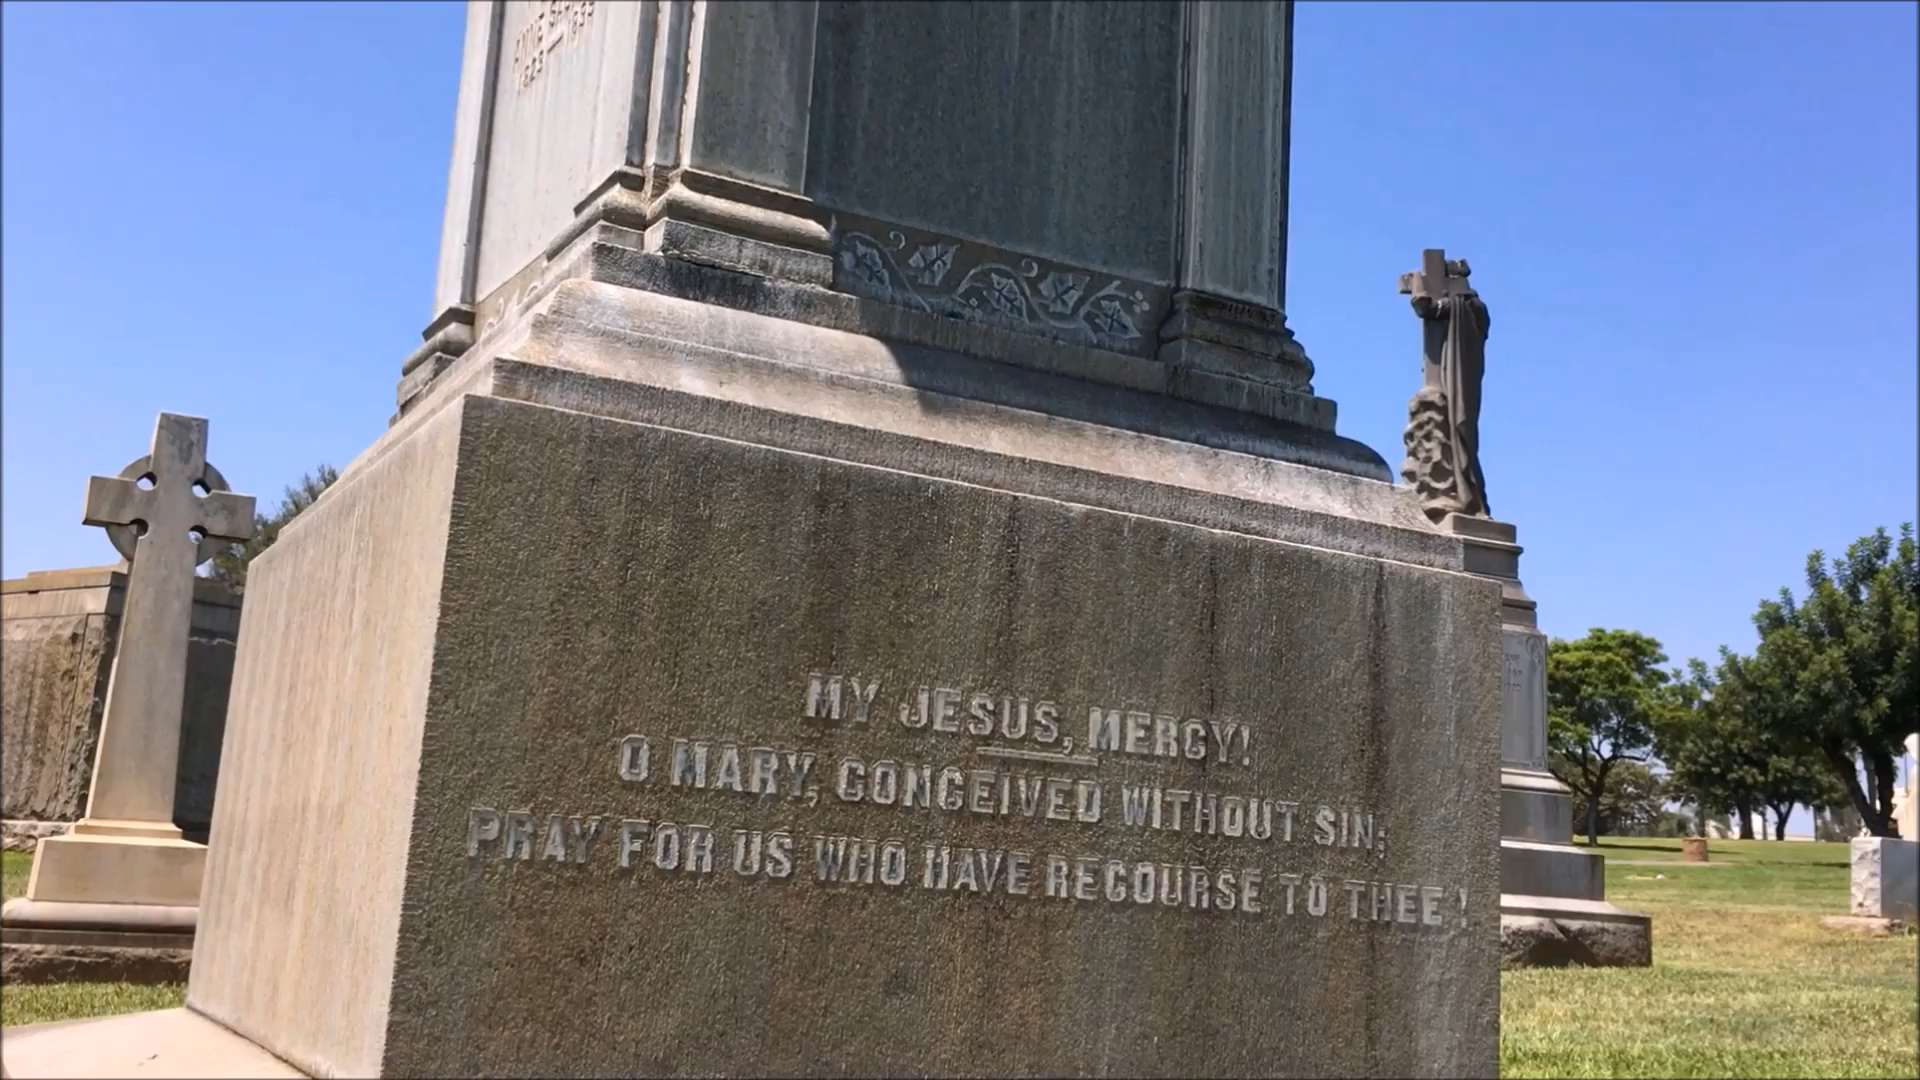 MY JESUS, MERCY!
O MARY, CONCEIVED WITHOUT SIN;
PRAY FOR US WHO HAVE RECOURSE TO THEE!